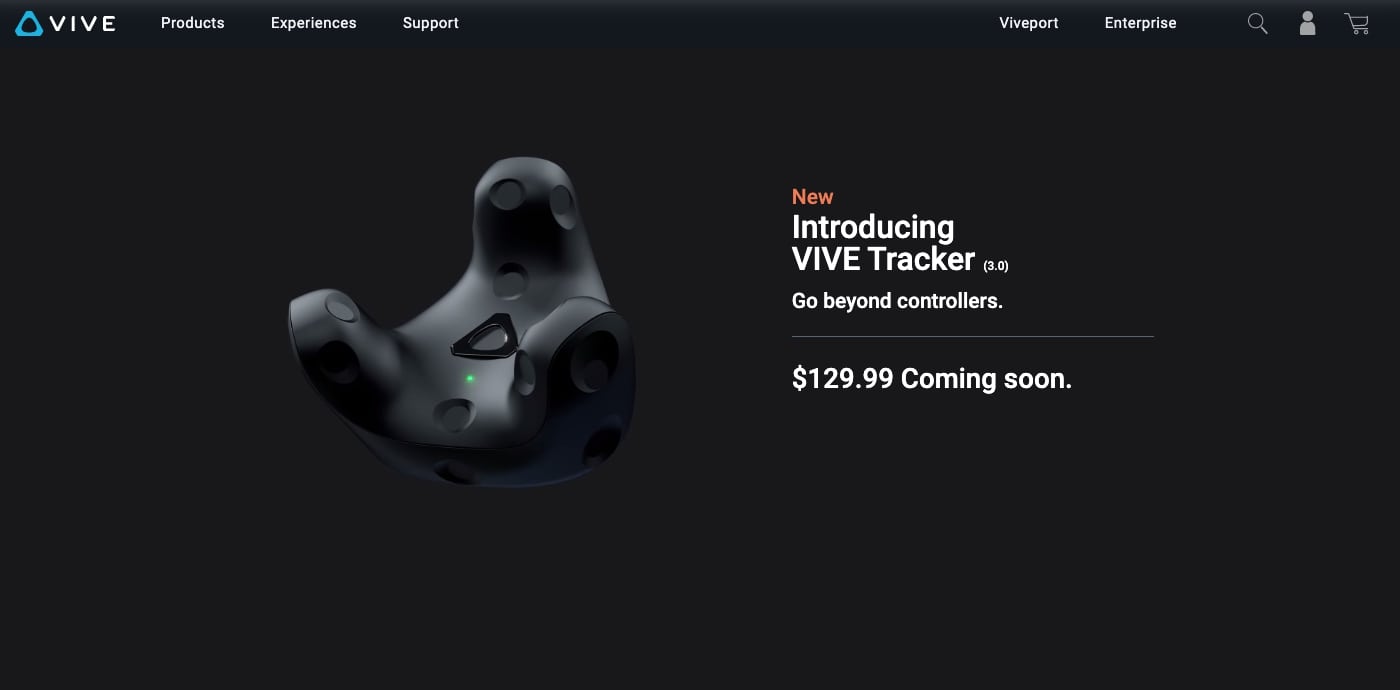 VIVE Products Experiences Support Viveport Enterprise
New
Introducing
VIVE Tracker (3.0)
Go beyond controllers.
$129.99 Coming soon.